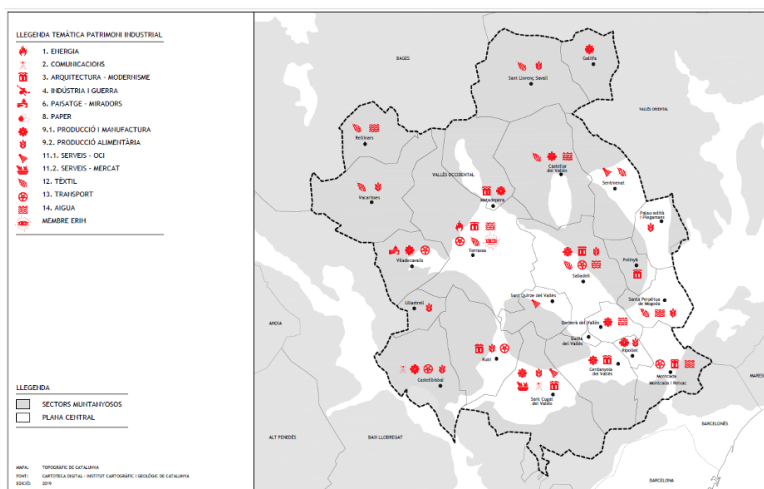 LLEGENDA TEMÀTICA PATRIMONI INDUSTRIAL
1. ENERGIA
2. COMUNICACIONS
3. ARQUITECTURA - MODERNISME
4. INDÚSTRIA I GUERRA
6. PAISATGE - MIRADORS
8. PAPER
9.1. PRODUCCIÓ I MANUFACTURA
9.2. PRODUCCIÓ ALIMENTÀRIA
11.1. SERVEIS - OCI
11.2. SERVEIS - MERCAT
12. TÈXTIL
13. TRANSPORT
14. AIGUA
MEMBRE ERIH
LLEGENDA
SECTORS MUNTANYOSOS
PLANA CENTRAL
MAPA: TOPOGRÀFIC DE CATALUNYA
FONT: CARTOTECA DIGITAL - INSTITUT CARTOGRÀFIC I GEOLÒGIC DE CATALUNYA
EDICIÓ: 2019
BAGES
Gallifa
Sant Llorenç Savall
VALLÈS ORIENTAL
Rellinars
VALLÈS OCCIDENTAL
Castellar
del Vallès
Sentmenat
Vacarisses
Matadepera
Palau-solità
i Plegamans
Terrassa
Viladecavalls
Sabadell
Polinyà
Sant Quirze del Vallès
Santa Perpètua
de Mogoda
Ullastrell
Barberà del Vallès
ANOIA
Badia
del Vallès
Ripollet
Rubí
Cerdanyola
del Vallès
Montcada
Montcada i Reixac
Castellbisbal
MARES
Sant Cugat
del Vallès
BARCELONÈS
ALT PENEDÈS
BAIX LLOBREGAT
BARCELONA